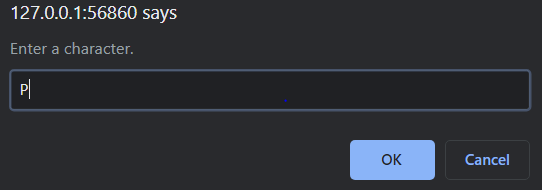 127.0.0.1:56860 says
Enter a character.
P
OK
Cancel